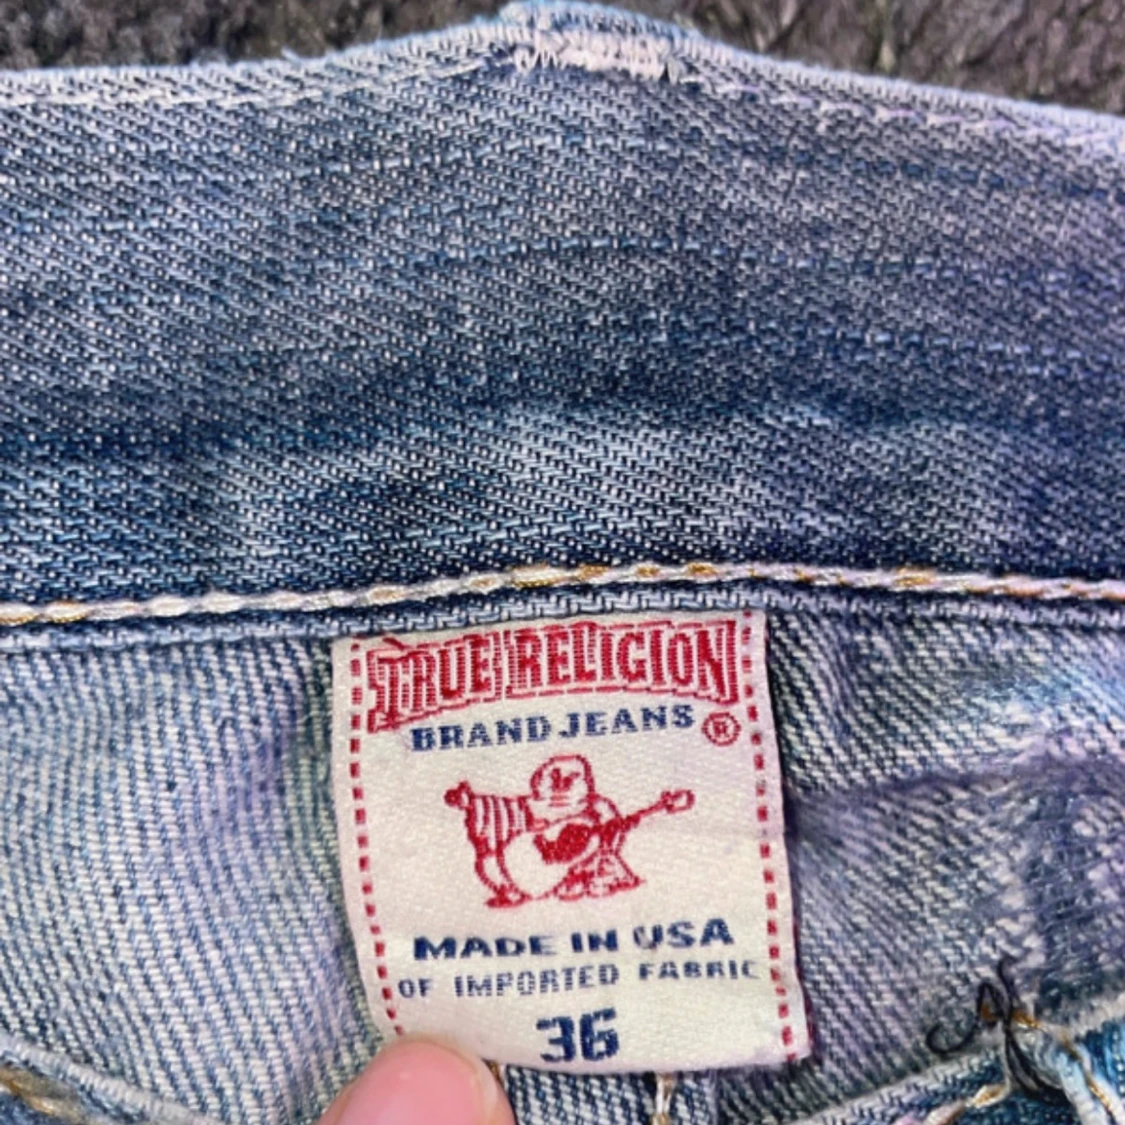 TRUE RELIGION
BRAND JEANS ®
MADE IN USA
OF IMPORTED FABRIC
36